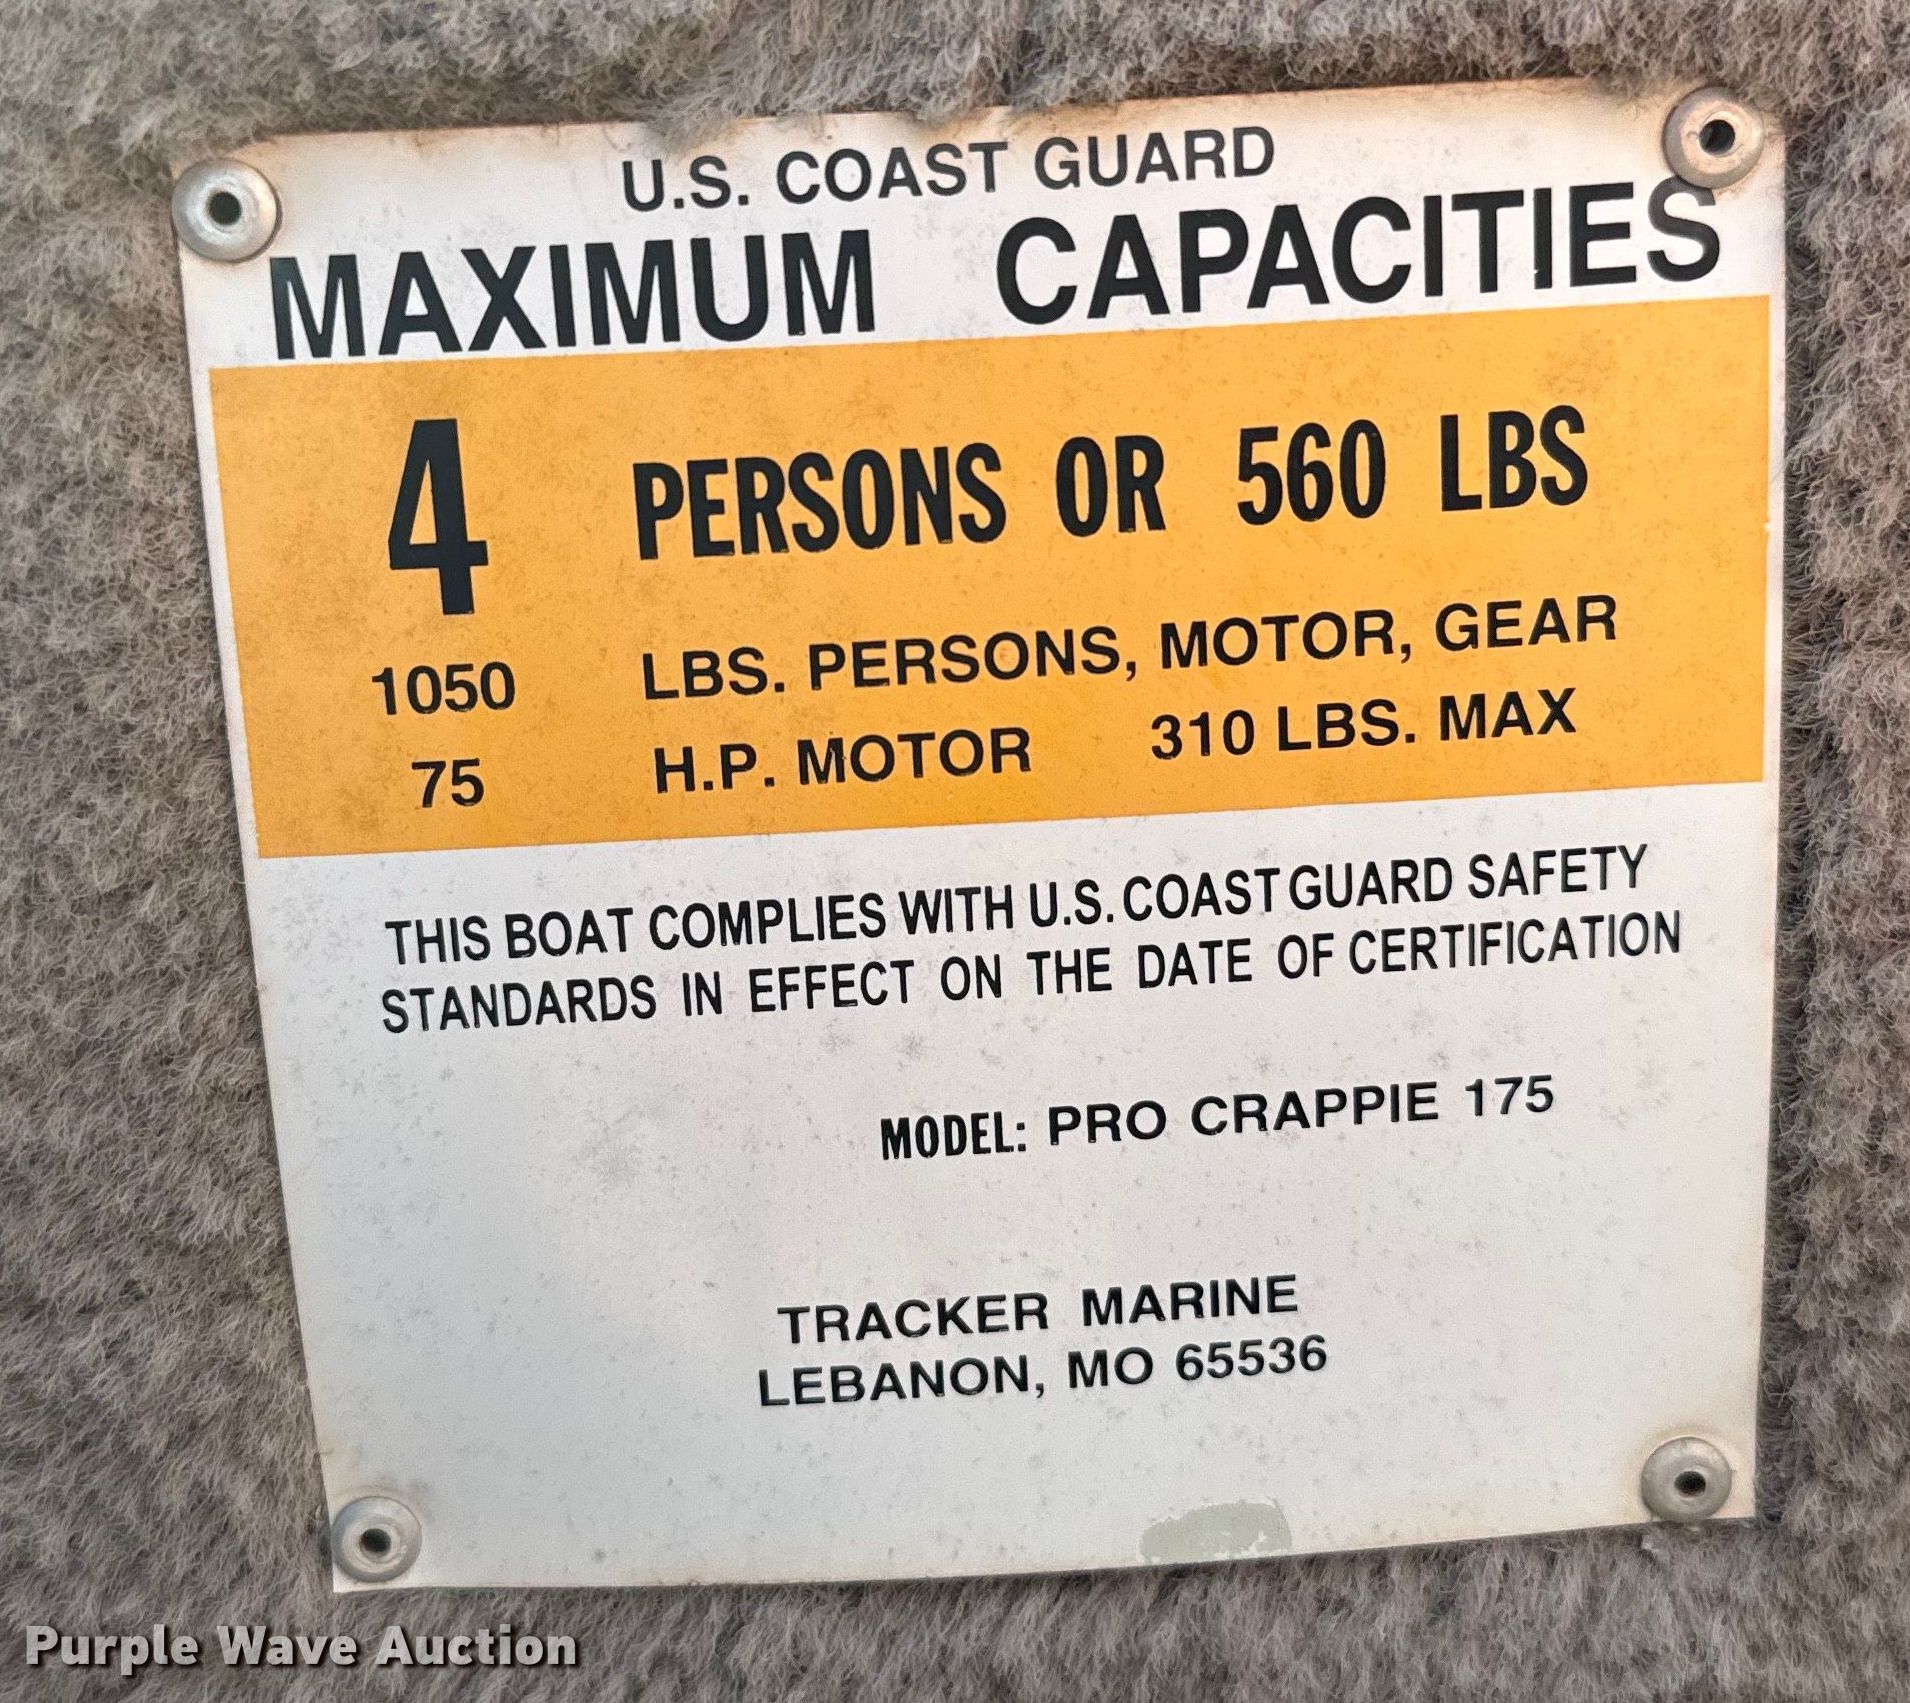 U.S. COAST GUARD
MAXIMUM CAPACITIES
4 PERSONS OR 560 LBS
1050 LBS. PERSONS, MOTOR, GEAR
75 H.P. MOTOR 310 LBS. MAX
THIS BOAT COMPLIES WITH U.S. COAST GUARD SAFETY
STANDARDS IN EFFECT ON THE DATE OF CERTIFICATION
MODEL: PRO CRAPPIE 175
TRACKER MARINE
LEBANON, MO 65536
Purple Wave Auction